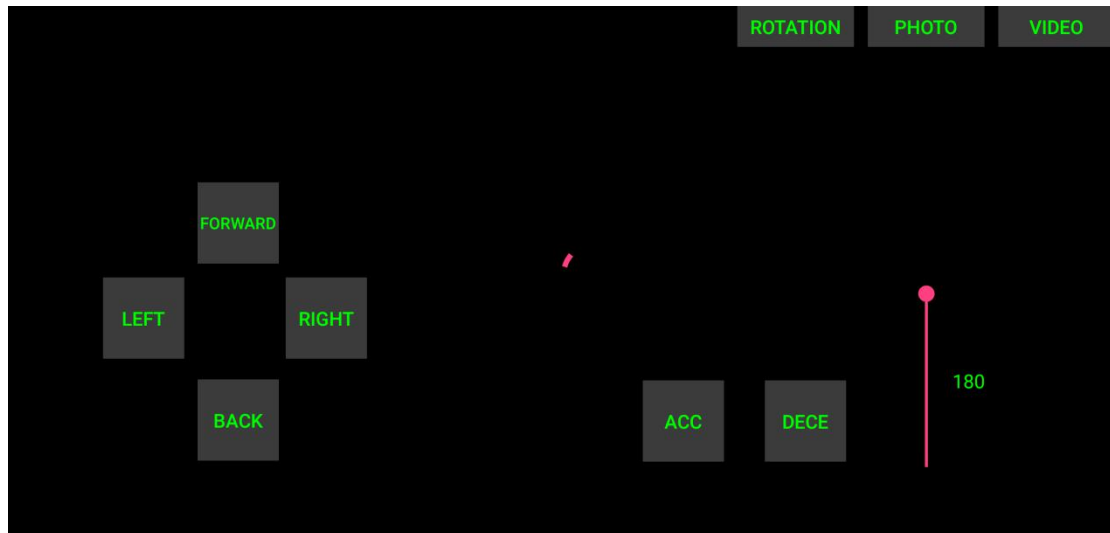 ROTATION PHOTO VIDEO
FORWARD
LEFT RIGHT
180
BACK ACC DECE